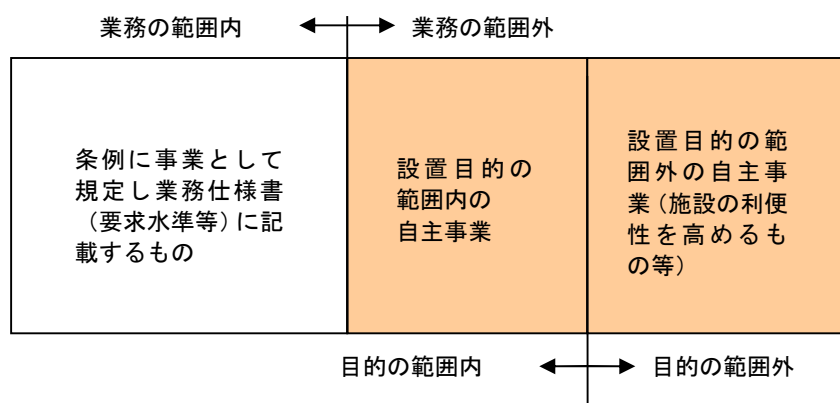 業務の範囲内
業務の範囲外
条例に事業として
規定し業務仕様書
（要求水準等）に記
載するもの
設置目的の
範囲内の
自主事業
設置目的の範
囲外の自主事
業（施設の利便
性を高めるも
の等）
目的の範囲内
目的の範囲外